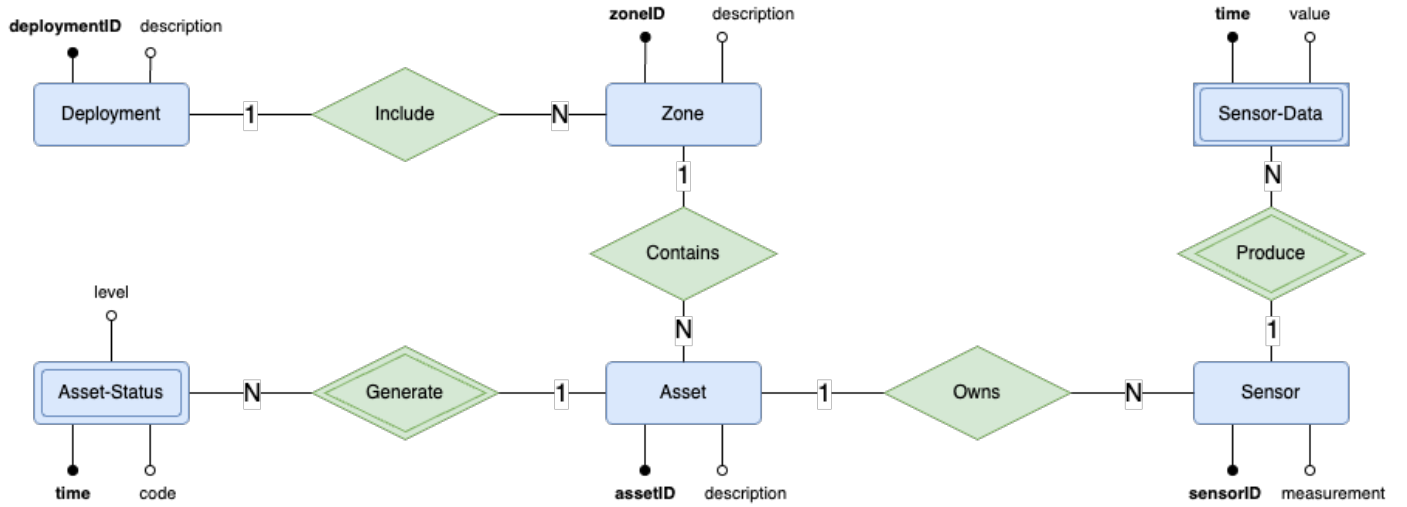 deploymentID description
zoneID description
time value
Deployment 1 Include N Zone
Sensor-Data
1
N
Contains
Produce
level
N
1
Asset-Status N Generate 1 Asset 1 Owns N Sensor
time code
assetID description
sensorID measurement